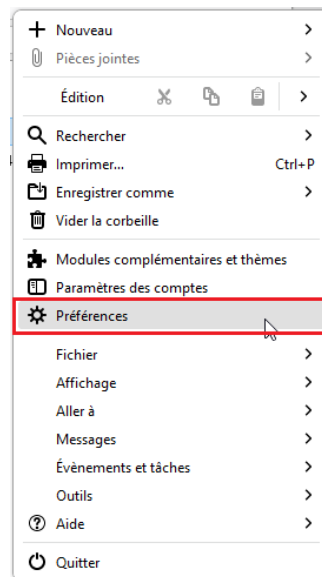 Nouveau
Pièces jointes
Édition
Rechercher
Imprimer... Ctrl+P
Enregistrer comme
Vider la corbeille
Modules complémentaires et thèmes
Paramètres des comptes
Préférences
Fichier
Affichage
Aller à
Messages
Évènements et tâches
Outils
Aide
Quitter